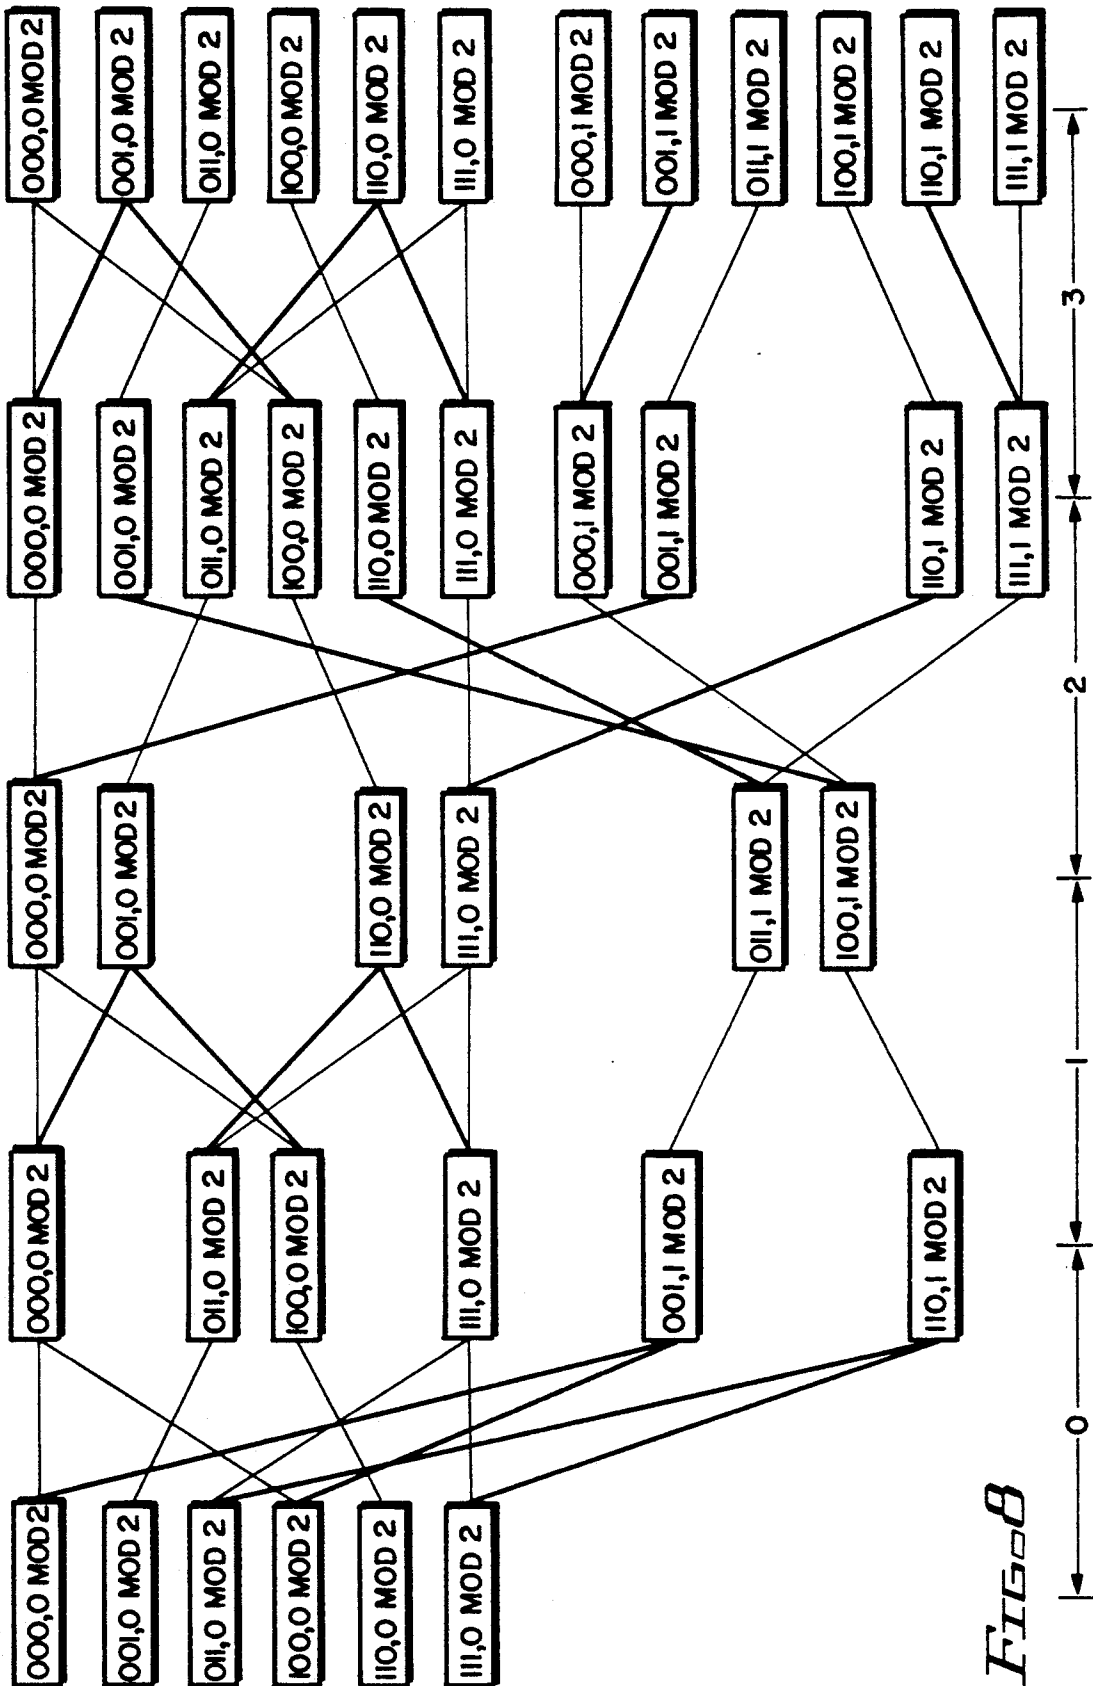 000,0 MOD 2
001,0 MOD 2
011,0 MOD 2
100,0 MOD 2
110,0 MOD 2
111,0 MOD 2
000,0 MOD 2
011,0 MOD 2
100,0 MOD 2
111,0 MOD 2
001,1 MOD 2
110,1 MOD 2
000,0 MOD 2
001,0 MOD 2
110,0 MOD 2
111,0 MOD 2
011,1 MOD 2
100,1 MOD 2
000,0 MOD 2
001,0 MOD 2
011,0 MOD 2
100,0 MOD 2
110,0 MOD 2
111,0 MOD 2
000,1 MOD 2
001,1 MOD 2
110,1 MOD 2
111,1 MOD 2
000,0 MOD 2
001,0 MOD 2
011,0 MOD 2
100,0 MOD 2
110,0 MOD 2
111,0 MOD 2
000,1 MOD 2
001,1 MOD 2
011,1 MOD 2
100,1 MOD 2
110,1 MOD 2
111,1 MOD 2
0
1
2
3
FIG. 8